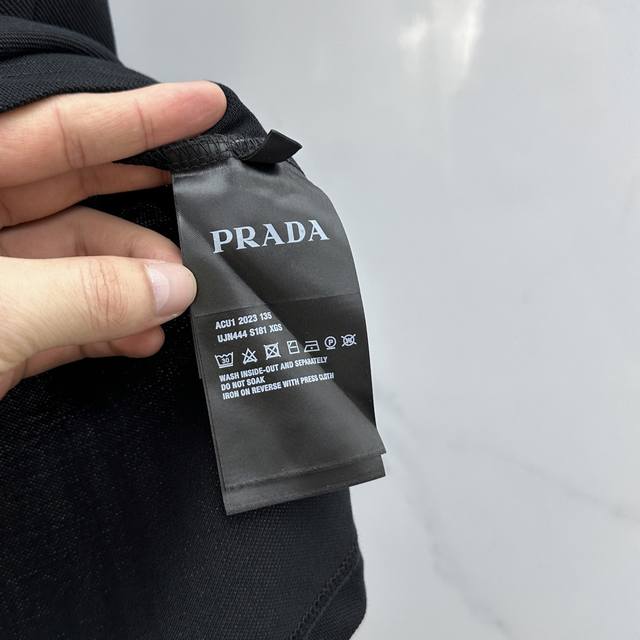 PRADA
ACU1 2023 135
UJN444 S181 XGS
WASH INSIDE-OUT AND SEPARATELY
DO NOT SOAK
IRON ON REVERSE WITH PRESS CLOTH